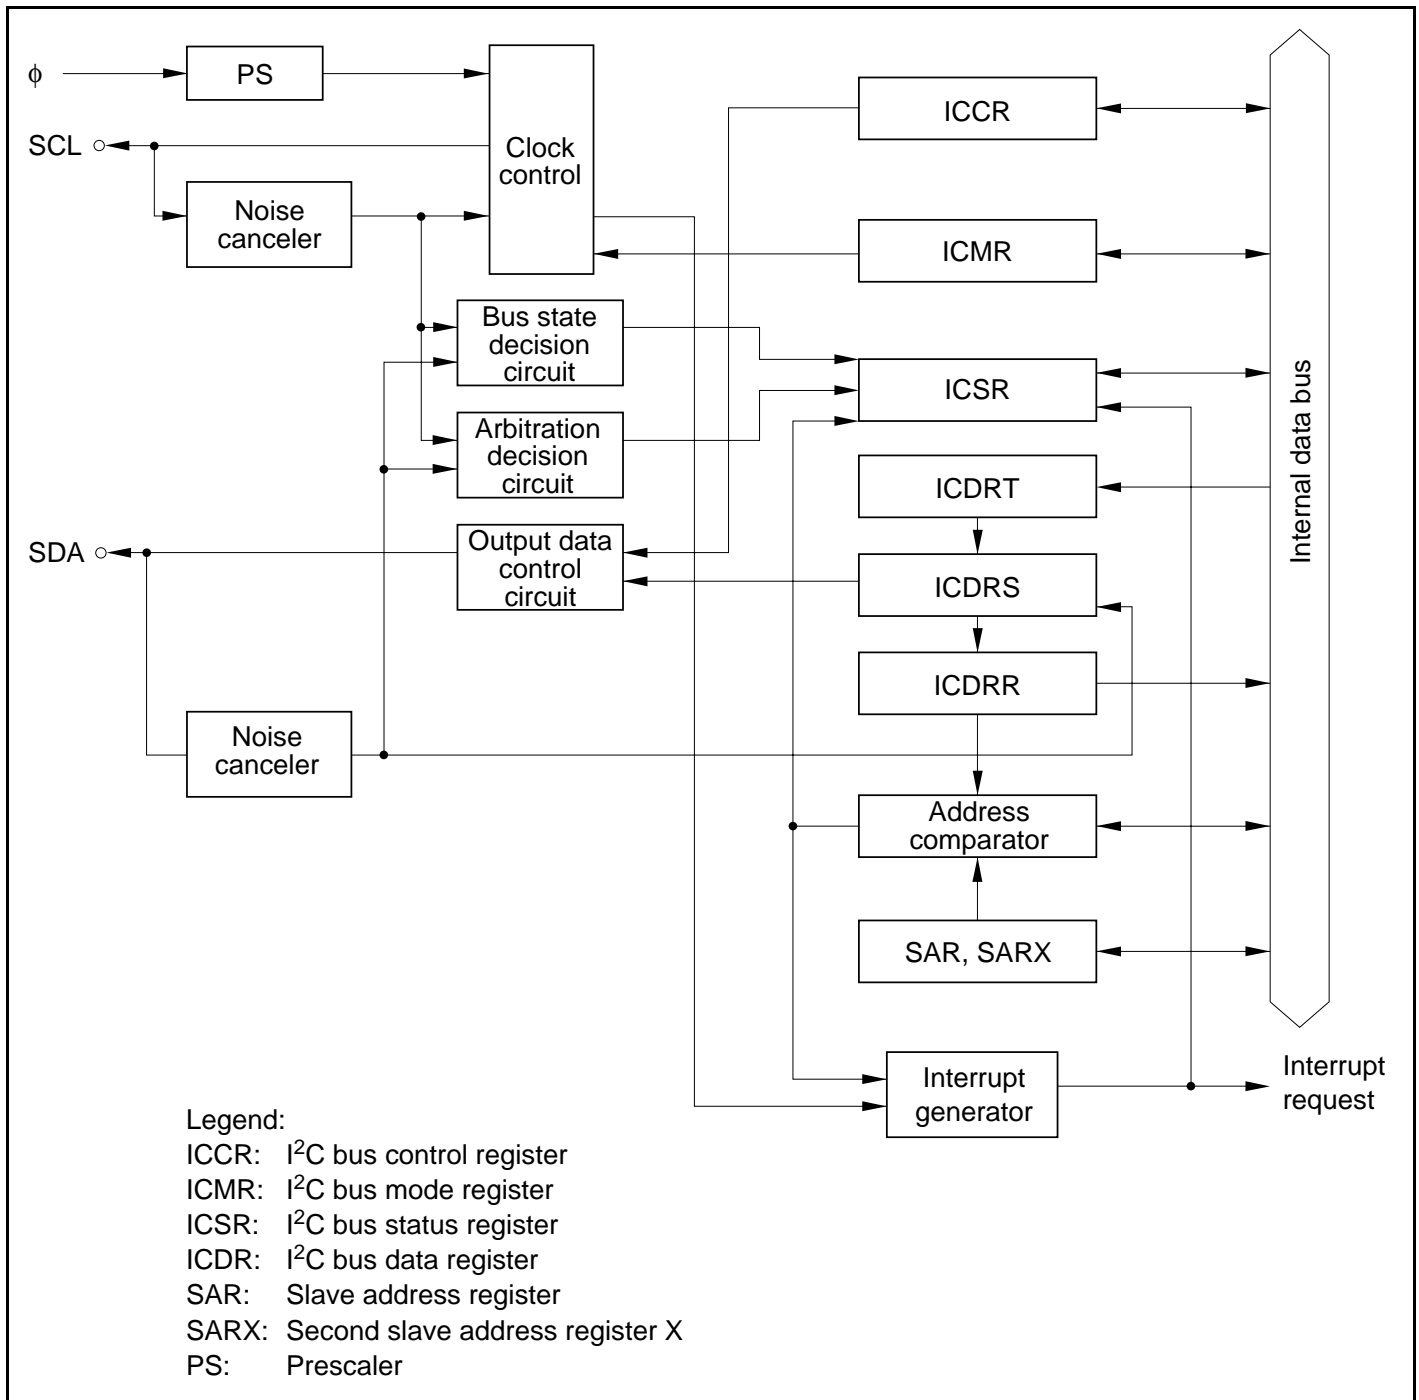 ϕ
PS
SCL
Clock
control
Noise
canceler
ICCR
ICMR
Bus state
decision
circuit
ICSR
Arbitration
decision
circuit
ICDRT
SDA
Output data
control
circuit
ICDRS
ICDRR
Noise
canceler
Address
comparator
SAR, SARX
Internal data bus
Interrupt
generator
Interrupt
request
Legend:
ICCR: I²C bus control register
ICMR: I²C bus mode register
ICSR: I²C bus status register
ICDR: I²C bus data register
SAR: Slave address register
SARX: Second slave address register X
PS: Prescaler